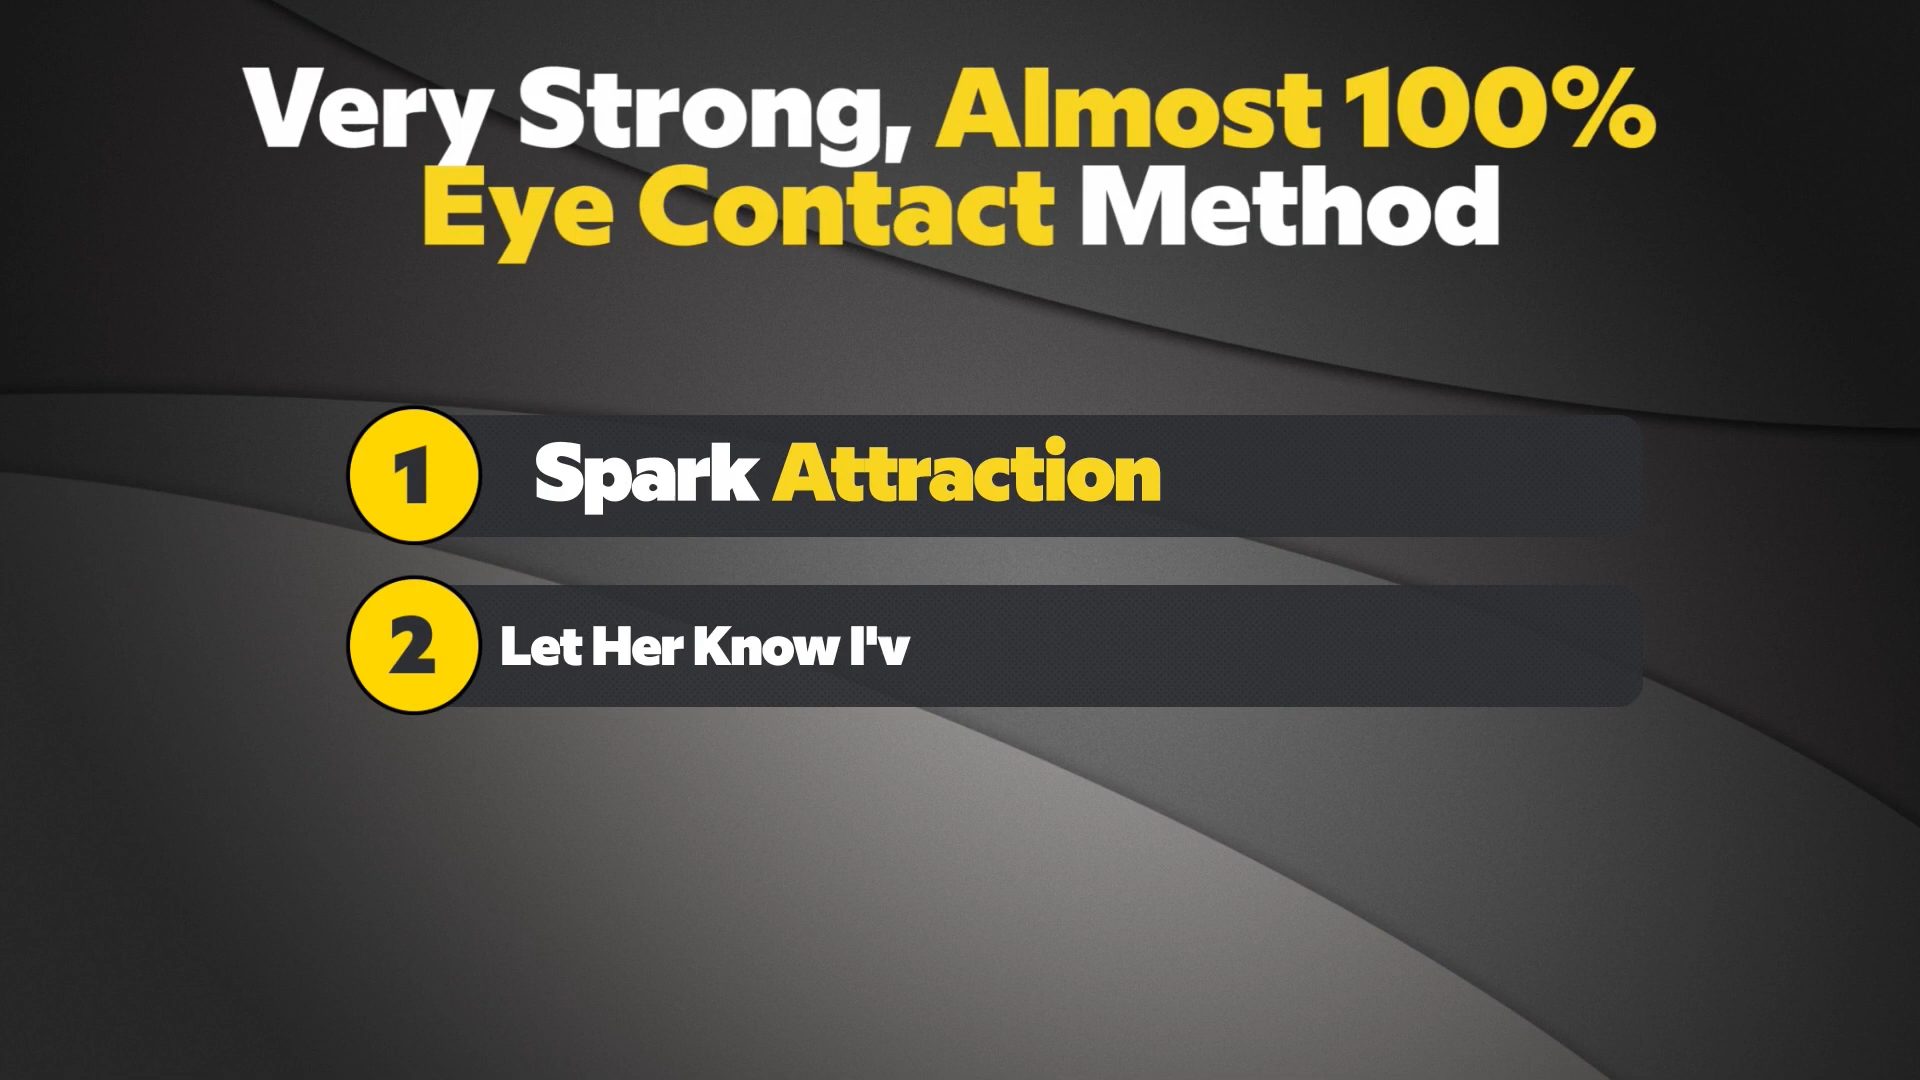 Very Strong, Almost 100%
Eye Contact Method
1 Spark Attraction
2 Let Her Know I'v